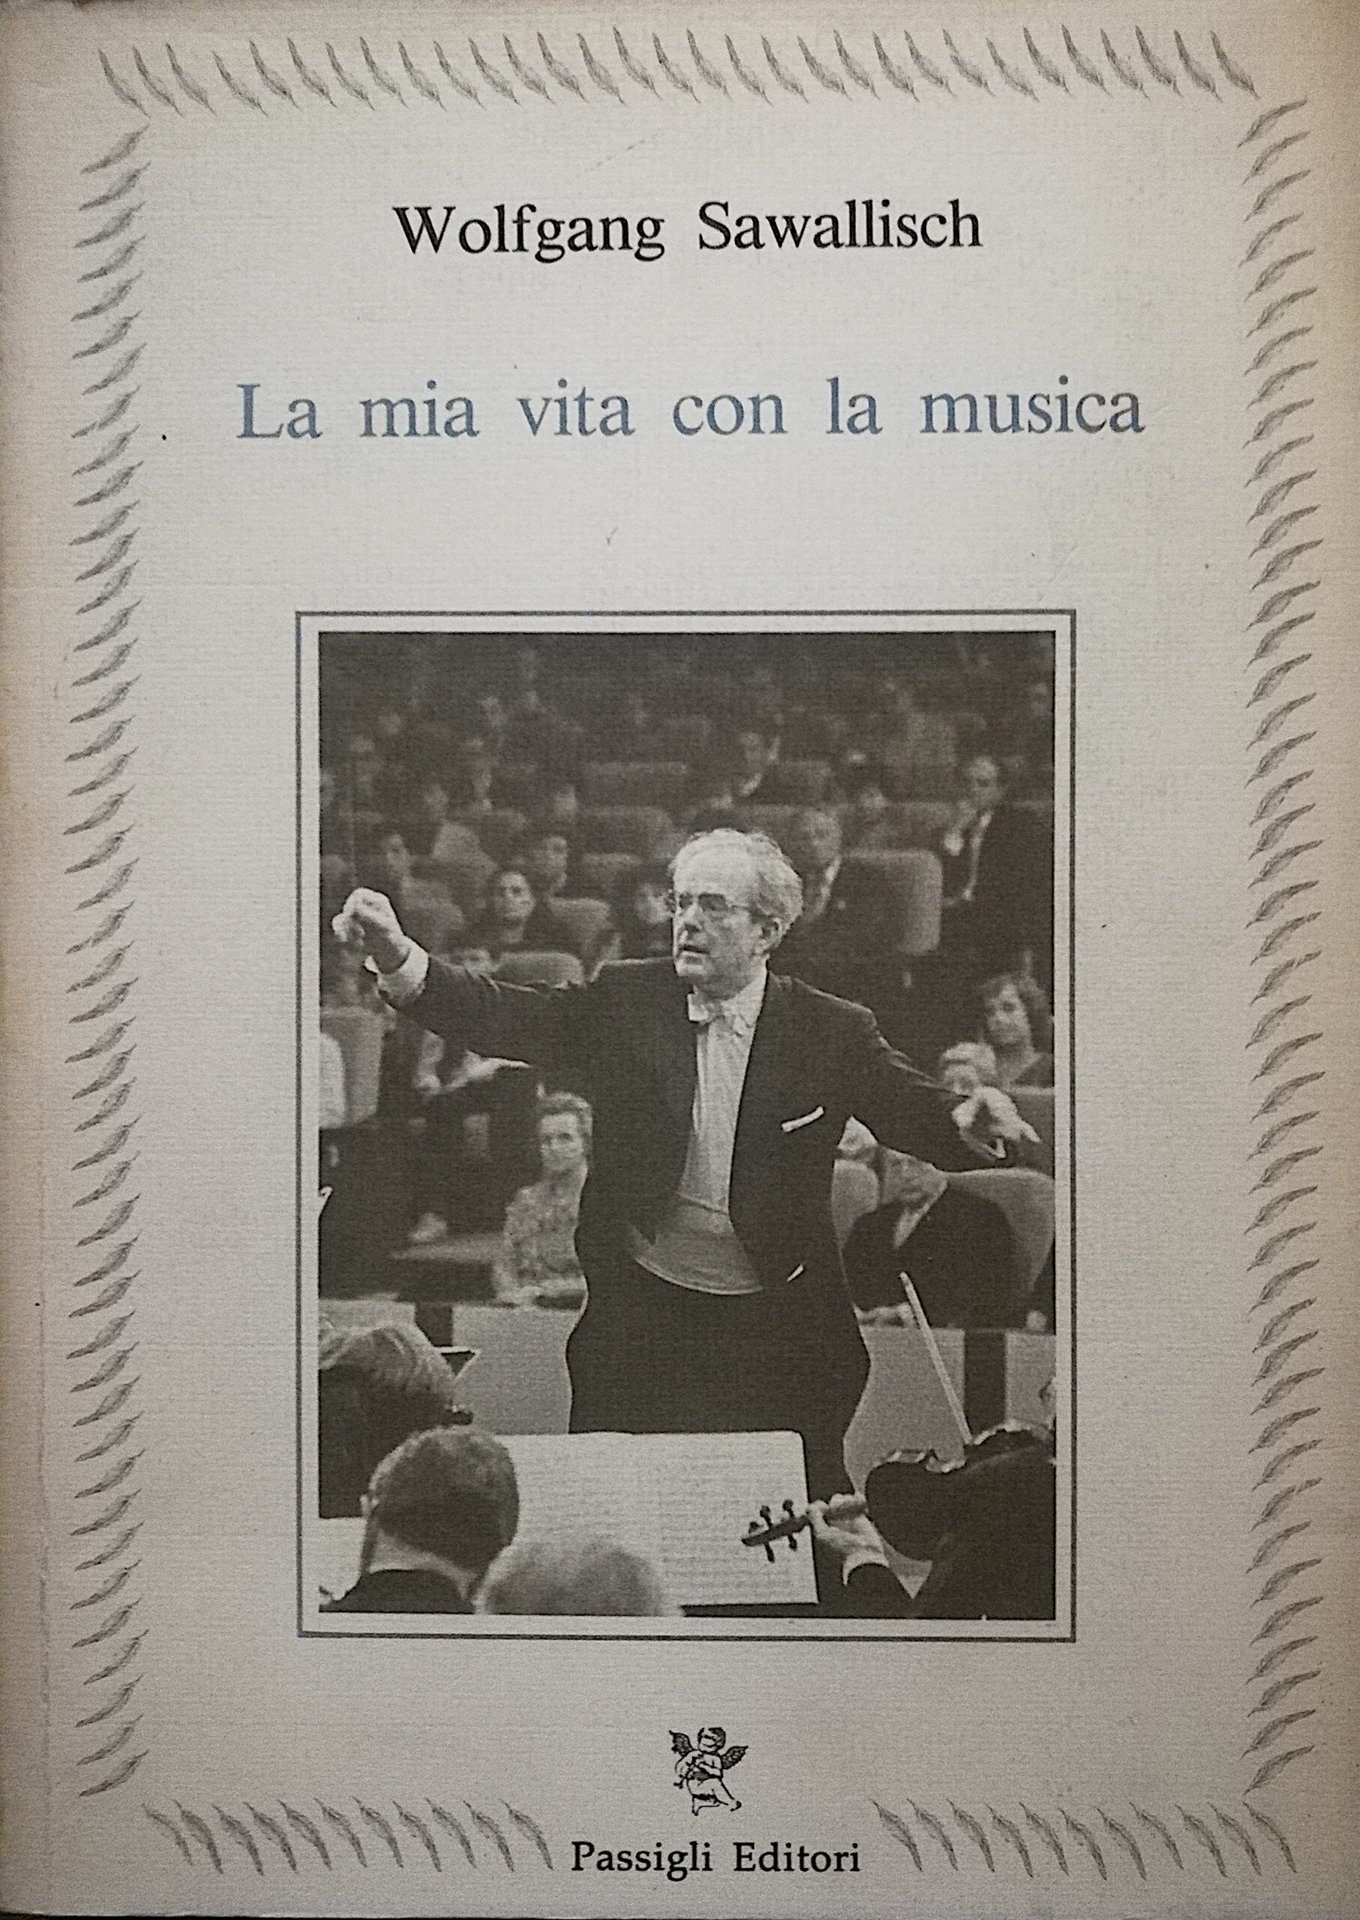 Wolfgang Sawallisch
La mia vita con la musica
Passigli Editori